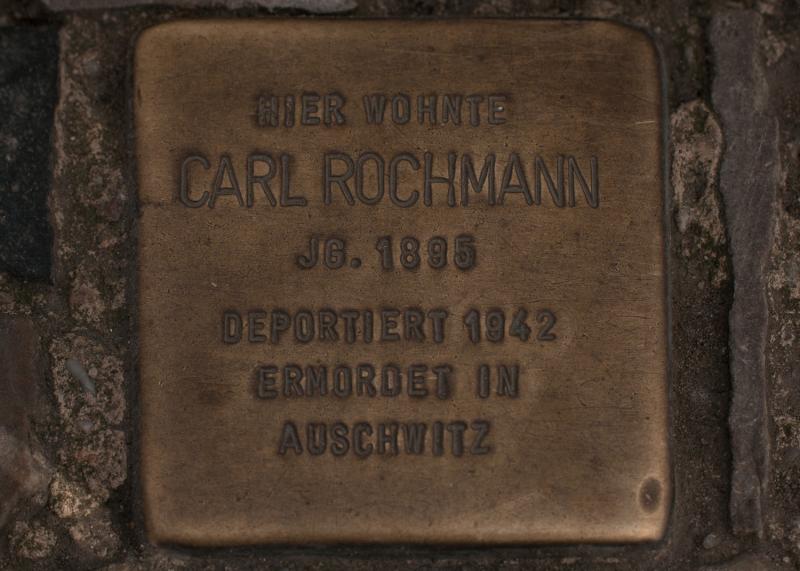 HIER WOHNTE
CARL ROCHMANN
JG. 1895
DEPORTIERT 1942
ERMORDET IN
AUSCHWITZ